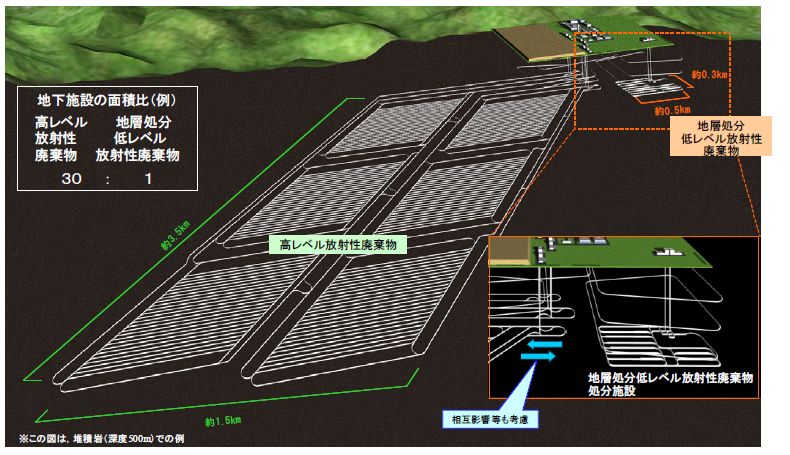 地下施設の面積比（例）
高レベル 地層処分
放射性 低レベル
廃棄物 放射性廃棄物
30 : 1
約3.5km
約1.5km
高レベル放射性廃棄物
約0.3km
約0.5km
地層処分
低レベル放射性
廃棄物
地層処分低レベル放射性廃棄物
処分施設
相互影響等も考慮
※この図は，堆積岩（深度500m）での例